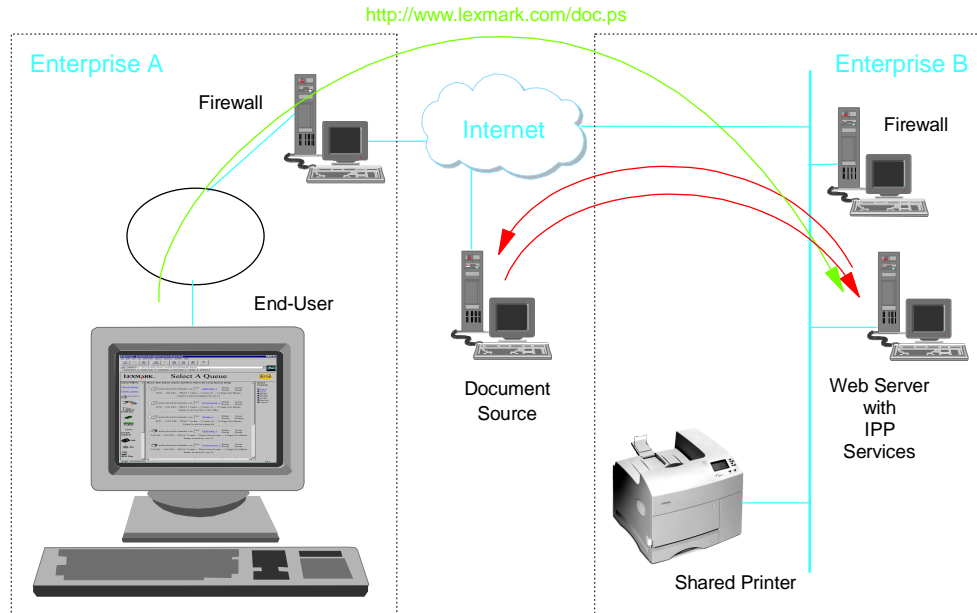 http://www.lexmark.com/doc.ps
Enterprise A
Enterprise B
Firewall
Internet
Firewall
End-User
LEXMARK.
Select A Queue
Document
Source
Web Server
with
IPP
Services
Shared Printer